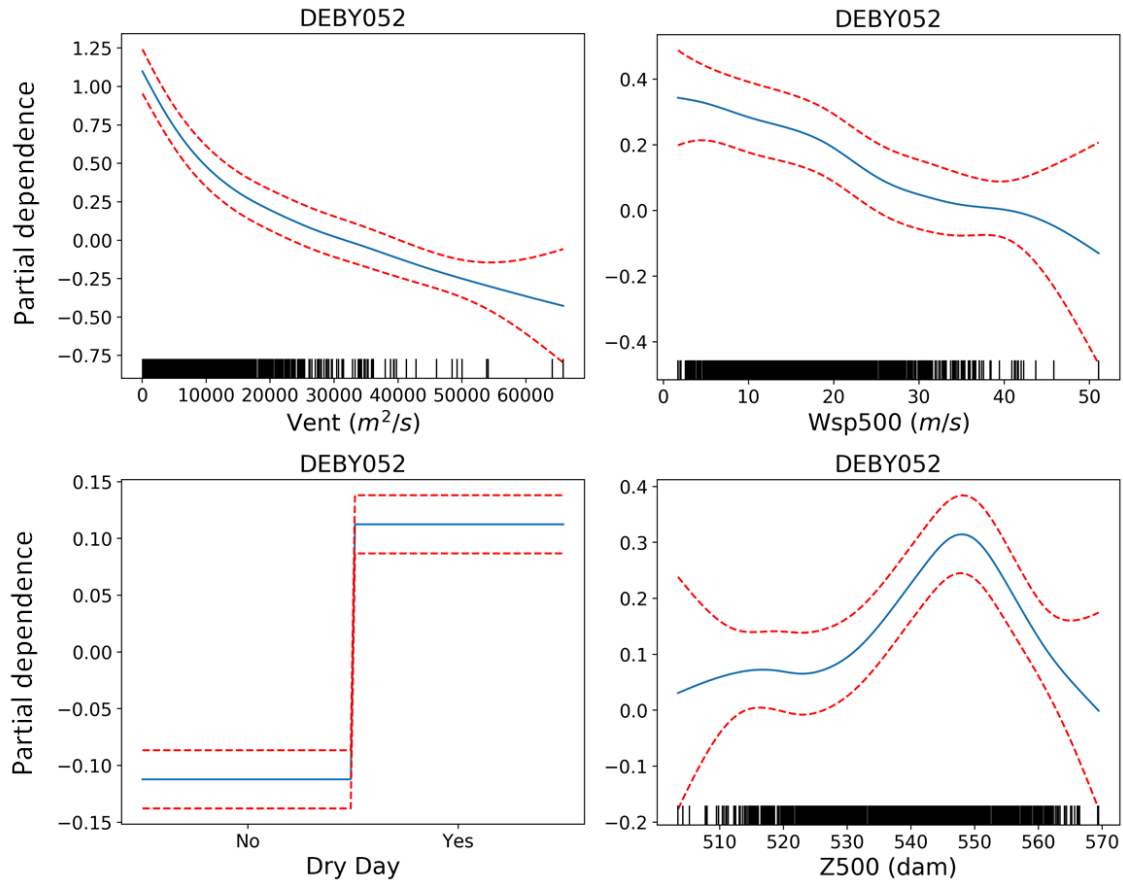 DEBY052
DEBY052
Partial dependence
1.25
1.00
0.75
0.50
0.25
0.00
−0.25
−0.50
−0.75
0 10000 20000 30000 40000 50000 60000
Vent (m²/s)
0.4
0.2
0.0
−0.2
−0.4
0 10 20 30 40 50
Wsp500 (m/s)
DEBY052
DEBY052
Partial dependence
0.15
0.10
0.05
0.00
−0.05
−0.10
−0.15
No Yes
Dry Day
0.4
0.3
0.2
0.1
0.0
−0.1
−0.2
510 520 530 540 550 560 570
Z500 (dam)